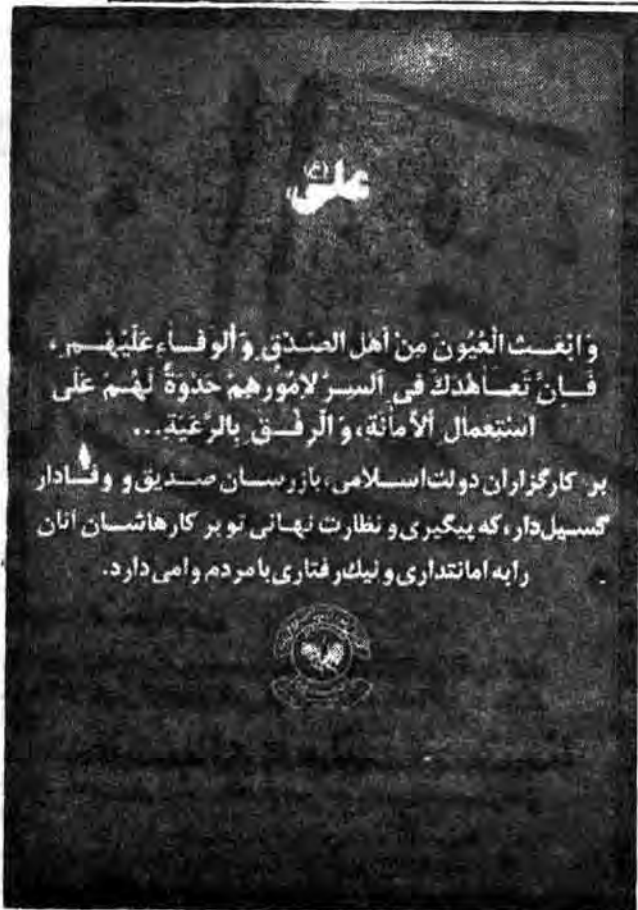 علی (ع)
وَابْعَثِ الْعُيُونَ مِنْ أَهْلِ الصِّدْقِ وَالْوَفَاءِ عَلَيْهِمْ،
فَإِنَّ تَعَاهُدَكَ فِي السِّرِّ لِأُمُورِهِمْ حَدْوَةٌ لَهُمْ عَلَى
اسْتِعْمَالِ الْأَمَانَةِ، وَالرِّفْقِ بِالرَّعِيَّةِ...
بر کارگزاران دولت اسلامی، بازرسان صدیق و وفادار
گسیل‌دار، که پیگیری و نظارت نهانی تو بر کارهاشان آنان
را به امانتداری و نیک‌رفتاری با مردم وامی‌دارد.